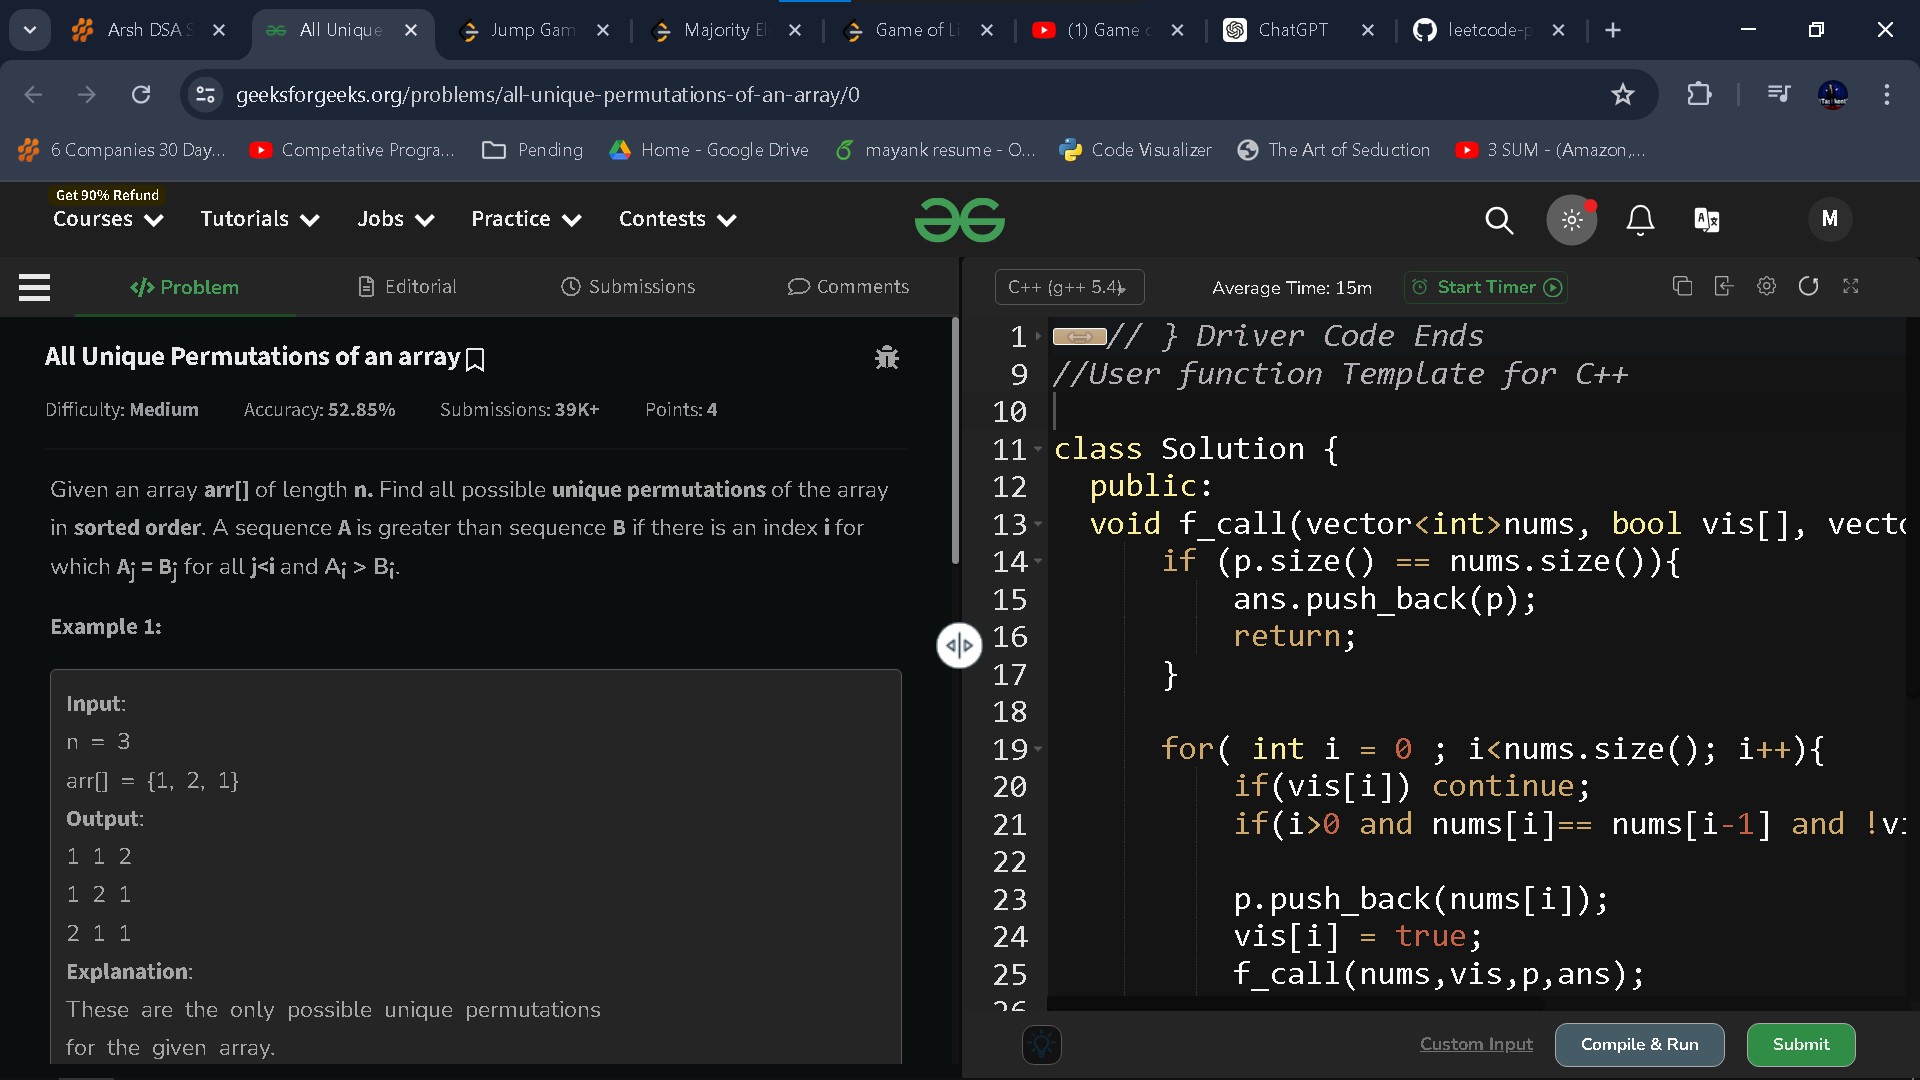 Arsh DSA S
All Unique
Jump Gam
Majority El
Game of Li
(1) Game o
ChatGPT
leetcode-p
geeksforgeeks.org/problems/all-unique-permutations-of-an-array/0
6 Companies 30 Day...
Competative Progra...
Pending
Home - Google Drive
mayank resume - O...
Code Visualizer
The Art of Seduction
3 SUM - (Amazon,...
Get 90% Refund
Courses
Tutorials
Jobs
Practice
Contests
M
</> Problem
Editorial
Submissions
Comments
C++ (g++ 5.4)
Average Time: 15m
Start Timer
All Unique Permutations of an array
Difficulty: Medium Accuracy: 52.85% Submissions: 39K+ Points: 4
Given an array arr[] of length n. Find all possible unique permutations of the array
in sorted order. A sequence A is greater than sequence B if there is an index i for
which Aj = Bj for all j<i and Ai > Bi.
Example 1:
Input:
n = 3
arr[] = {1, 2, 1}
Output:
1 1 2
1 2 1
2 1 1
Explanation:
These are the only possible unique permutations
for the given array.
1 // } Driver Code Ends
9 //User function Template for C++
10
11 class Solution {
12 public:
13 void f_call(vector<int>nums, bool vis[], vecto
14 if (p.size() == nums.size()){
15 ans.push_back(p);
16 return;
17 }
18
19 for( int i = 0 ; i<nums.size(); i++){
20 if(vis[i]) continue;
21 if(i>0 and nums[i]== nums[i-1] and !vi
22
23 p.push_back(nums[i]);
24 vis[i] = true;
25 f_call(nums,vis,p,ans);
26
Custom Input
Compile & Run
Submit